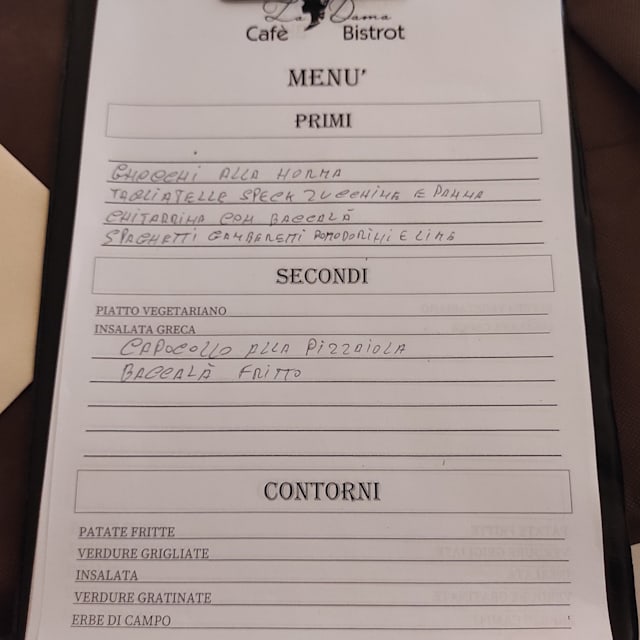 La Dama
Cafè Bistrot
MENU'
PRIMI
GNOCCHI ALLA NORMA
TAGLIATELLE SPECK ZUCCHINE E PANNA
CHITARRINA CON BACCALÀ
SPAGHETTI GAMBERETTI POMODORINI E LIME
SECONDI
PIATTO VEGETARIANO
INSALATA GRECA
CAPOCOLLO ALLA PIZZAIOLA
BACCALÀ FRITTO
CONTORNI
PATATE FRITTE
VERDURE GRIGLIATE
INSALATA
VERDURE GRATINATE
ERBE DI CAMPO